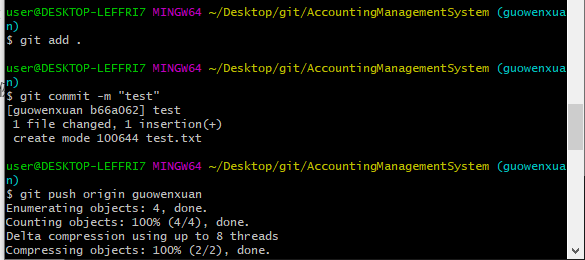 user@DESKTOP-LEFFRI7 MINGW64 ~/Desktop/git/AccountingManagementSystem (guowenxua
n)
$ git add .
user@DESKTOP-LEFFRI7 MINGW64 ~/Desktop/git/AccountingManagementSystem (guowenxua
n)
$ git commit -m "test"
[guowenxuan b66a062] test
 1 file changed, 1 insertion(+)
 create mode 100644 test.txt
user@DESKTOP-LEFFRI7 MINGW64 ~/Desktop/git/AccountingManagementSystem (guowenxua
n)
$ git push origin guowenxuan
Enumerating objects: 4, done.
Counting objects: 100% (4/4), done.
Delta compression using up to 8 threads
Compressing objects: 100% (2/2), done.